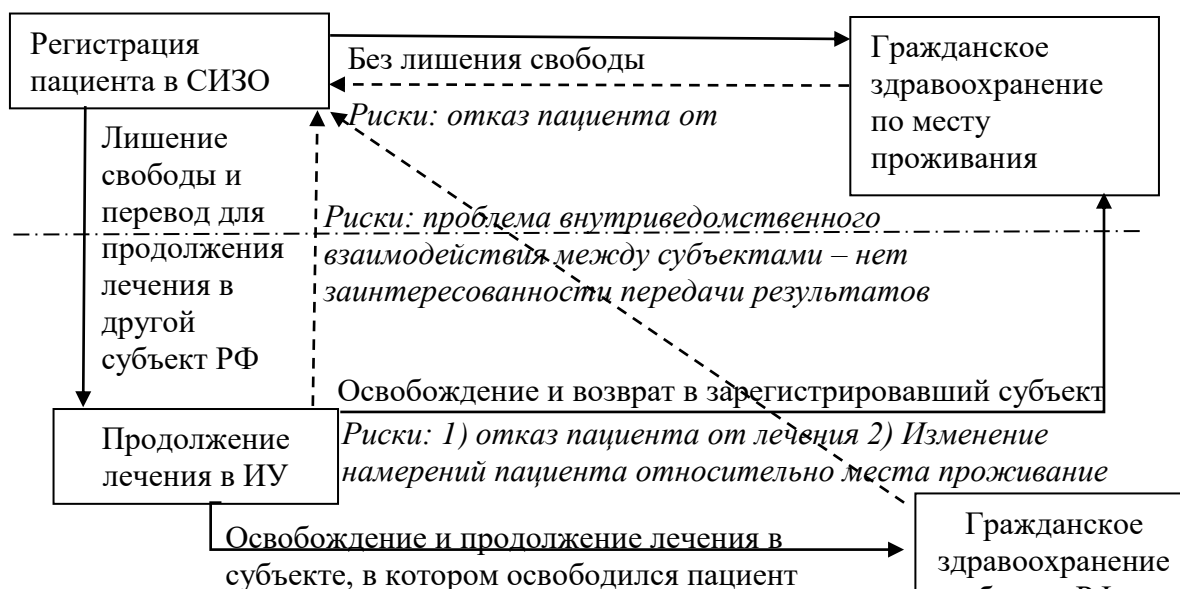 Регистрация
пациента в СИЗО
Без лишения свободы
Риски: отказ пациента от
Гражданское
здравоохранение
по месту
проживания
Лишение
свободы и
перевод для
продолжения
лечения в
другой
субъект РФ
Риски: проблема внутриведомственного
взаимодействия между субъектами – нет
заинтересованности передачи результатов
Освобождение и возврат в зарегистрировавший субъект
Риски: 1) отказ пациента от лечения 2) Изменение
намерений пациента относительно места проживание
Продолжение
лечения в ИУ
Освобождение и продолжение лечения в
субъекте, в котором освободился пациент
Гражданское
здравоохранение